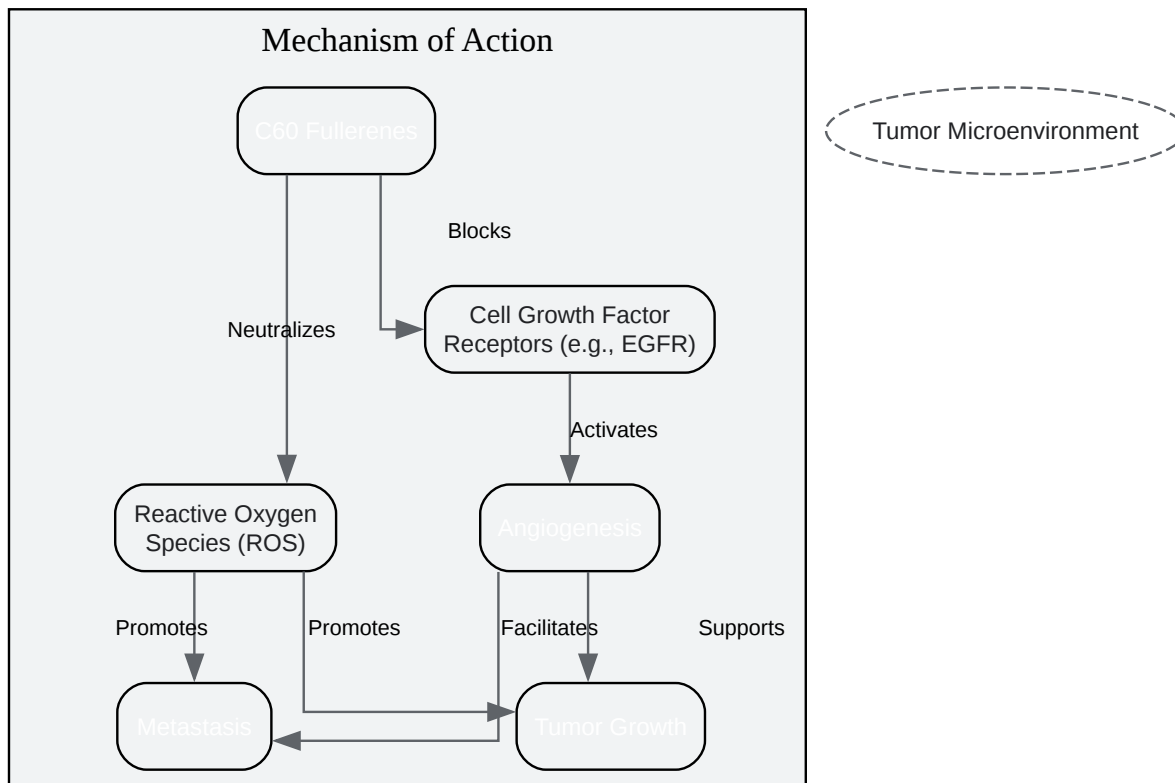 Mechanism of Action
C60 Fullerenes
Tumor Microenvironment
Blocks
Cell Growth Factor
Receptors (e.g., EGFR)
Neutralizes
Activates
Reactive Oxygen
Species (ROS)
Angiogenesis
Promotes
Promotes
Facilitates
Supports
Metastasis
Tumor Growth